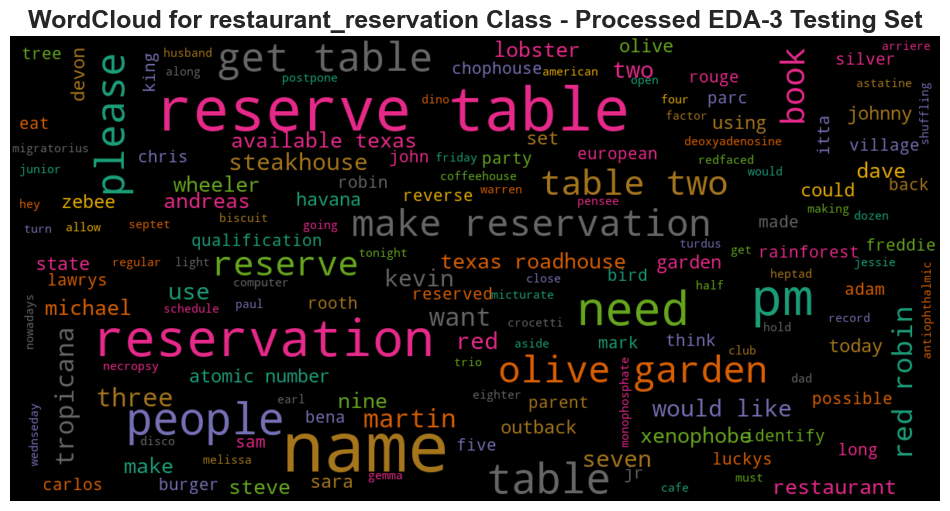 WordCloud for restaurant_reservation Class - Processed EDA-3 Testing Set
tree
devon
king
husband
along
get table
postpone
lobster
chophouse
american
olive
two
open
rouge
parc
four
book
silver
arriere
astatine
shuffling
please
reserve table
dino
set
factor
using
johnny
deoxyadenosine
itta
village
eat
migratorius
junior
chris
available texas
steakhouse
john
friday
party
european
coffeehouse
redfaced
would
dave
back
wheeler
robin
reverse
warren
table two
could
hey
zebee
andreas
havana
pensee
making
dozen
turn
allow
septet
biscuit
going
make reservation
made
qualification
tonight
turdus
get
rainforest
freddie
state
regular
light
reserve
texas roadhouse
garden
heptad
jessie
lawrys
computer
kevin
bird
close
half
adam
use
schedule
reserved
micturate
need
pm
hold
antiophthalmic
nowadays
michael
paul
rooth
want
crocetti
record
tropicana
reservation
red
aside
mark
think
club
today
red robin
necropsy
trio
atomic number
olive garden
dad
three
earl
nine
eighter
parent
monophosphate
would like
possible
people
bena
martin
outback
xenophobe
identify
wednseday
disco
sam
name
five
long
make
melissa
seven
luckys
carlos
burger
steve
sara
gemma
table
jr
cafe
must
restaurant